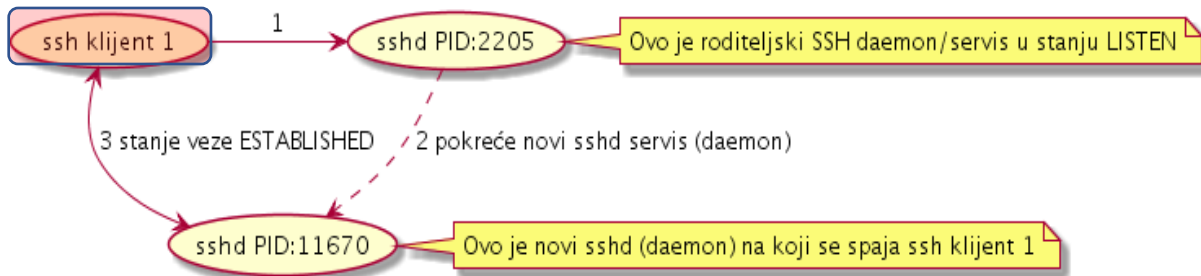 ssh klijent 1
1
sshd PID:2205
Ovo je roditeljski SSH daemon/servis u stanju LISTEN
3 stanje veze ESTABLISHED
2 pokreće novi sshd servis (daemon)
sshd PID:11670
Ovo je novi sshd (daemon) na koji se spaja ssh klijent 1